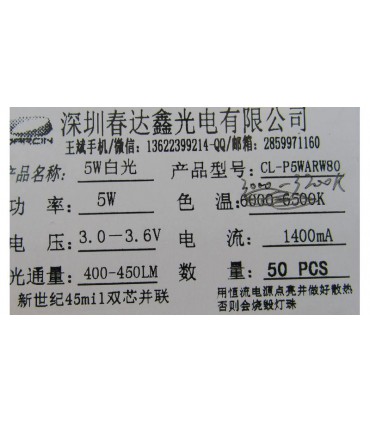 深圳春达鑫光电有限公司
DARCIN
王斌手机/微信: 13622399214-QQ/邮箱: 2859971160
产品名称: 5W白光 产品型号: CL-P5WARW80
3000-3200K
功 率: 5W 色 温: 6000-6500K
电 压: 3.0-3.6V 电 流: 1400mA
光通量: 400-450LM 数 量: 50 PCS
新世纪45mil双芯并联
用恒流电源点亮并做好散热
否则会烧毁灯珠